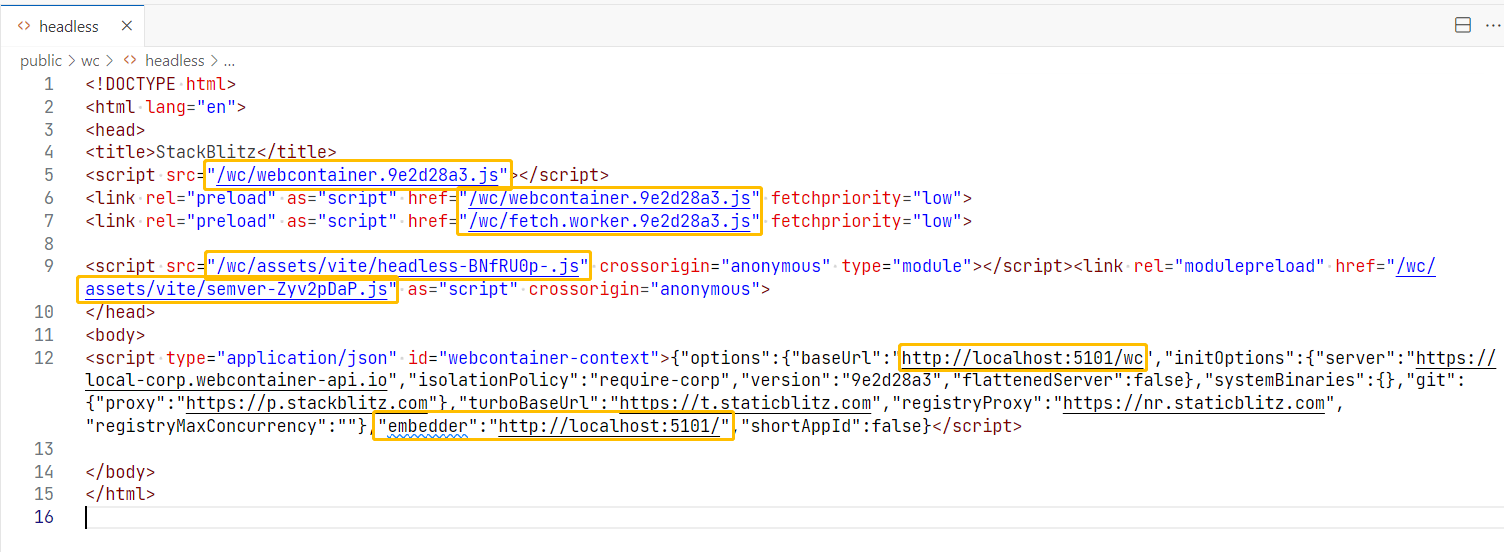 headless
public > wc > headless > ...
1 <!DOCTYPE html>
2 <html lang="en">
3 <head>
4 <title>StackBlitz</title>
5 <script src="/wc/webcontainer.9e2d28a3.js"></script>
6 <link rel="preload" as="script" href="/wc/webcontainer.9e2d28a3.js" fetchpriority="low">
7 <link rel="preload" as="script" href="/wc/fetch.worker.9e2d28a3.js" fetchpriority="low">
8
9 <script src="/wc/assets/vite/headless-BNfRU0p-.js" crossorigin="anonymous" type="module"></script><link rel="modulepreload" href="/wc/
assets/vite/semver-Zyv2pDaP.js" as="script" crossorigin="anonymous">
10 </head>
11 <body>
12 <script type="application/json" id="webcontainer-context">{"options":{"baseUrl":"http://localhost:5101/wc","initOptions":{"server":"https://
local-corp.webcontainer-api.io","isolationPolicy":"require-corp","version":"9e2d28a3","flattenedServer":false},"systemBinaries":{},"git":
{"proxy":"https://p.stackblitz.com"},"turboBaseUrl":"https://t.staticblitz.com","registryProxy":"https://nr.staticblitz.com",
"registryMaxConcurrency":""},"embedder":"http://localhost:5101/","shortAppId":false}</script>
13
14 </body>
15 </html>
16